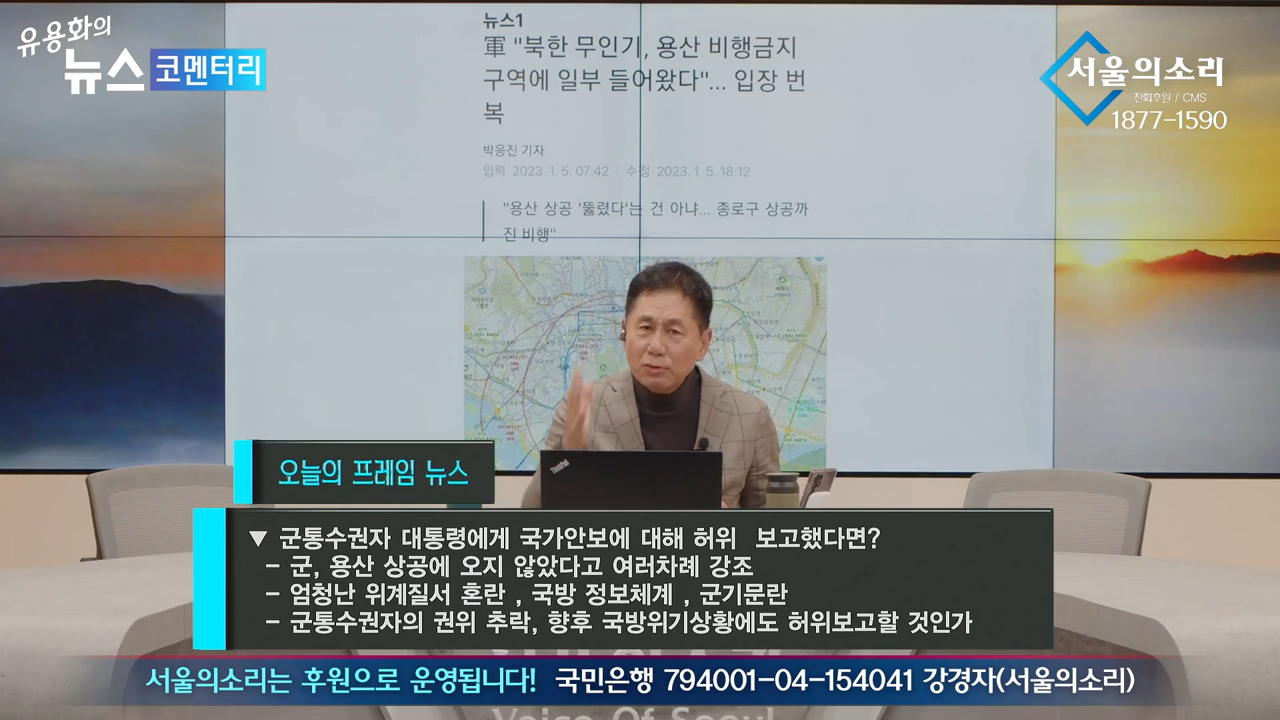 유용화의
뉴스 코멘터리
뉴스1
軍 "북한 무인기, 용산 비행금지
구역에 일부 들어왔다"... 입장 번
복
박응진 기자
입력 2023. 1. 5. 07:42 수정 2023. 1. 5. 18:12
"용산 상공 '뚫렸다'는 건 아냐... 종로구 상공까
진 비행"
서울의소리
전화후원 / CMS
1877-1590
ThinkPad
오늘의 프레임 뉴스
▼ 군통수권자 대통령에게 국가안보에 대해 허위 보고했다면?
- 군, 용산 상공에 오지 않았다고 여러차례 강조
- 엄청난 위계질서 혼란 , 국방 정보체계 , 군기문란
- 군통수권자의 권위 추락, 향후 국방위기상황에도 허위보고할 것인가
서울의소리는 후원으로 운영됩니다! 국민은행 794001-04-154041 강경자(서울의소리)
Voice Of Seoul